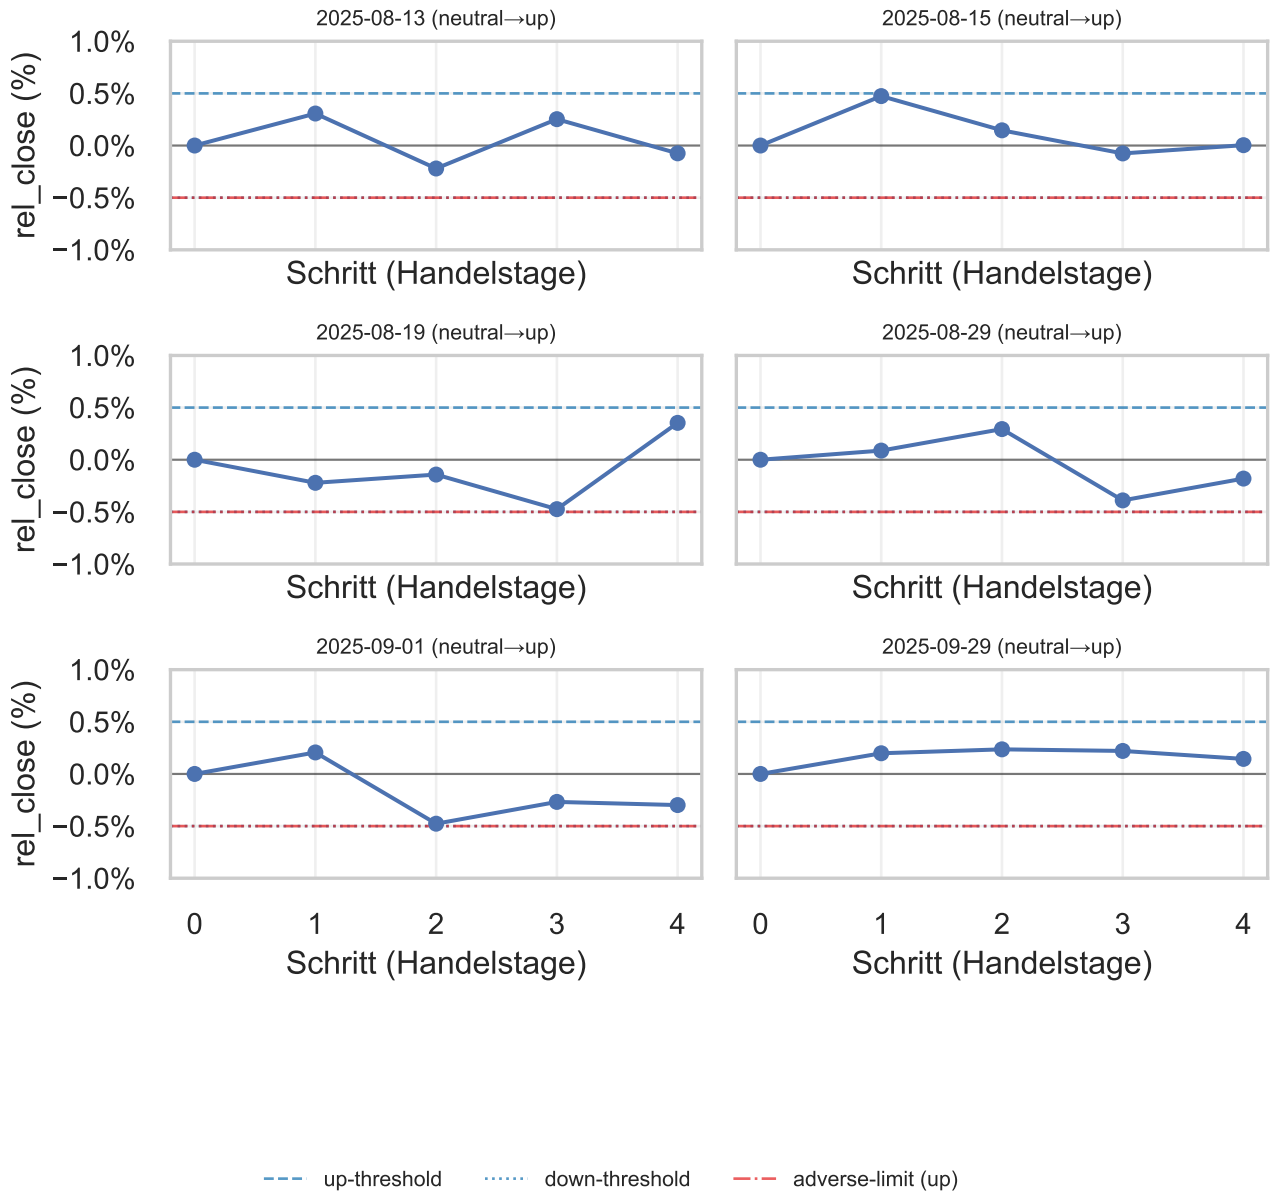 2025-08-13 (neutral→up)
2025-08-15 (neutral→up)
1.0%
0.5%
0.0%
−0.5%
−1.0%
rel_close (%)
Schritt (Handelstage)
Schritt (Handelstage)
2025-08-19 (neutral→up)
2025-08-29 (neutral→up)
1.0%
0.5%
0.0%
−0.5%
−1.0%
rel_close (%)
Schritt (Handelstage)
Schritt (Handelstage)
2025-09-01 (neutral→up)
2025-09-29 (neutral→up)
1.0%
0.5%
0.0%
−0.5%
−1.0%
rel_close (%)
0 1 2 3 4
0 1 2 3 4
Schritt (Handelstage)
Schritt (Handelstage)
up-threshold
down-threshold
adverse-limit (up)